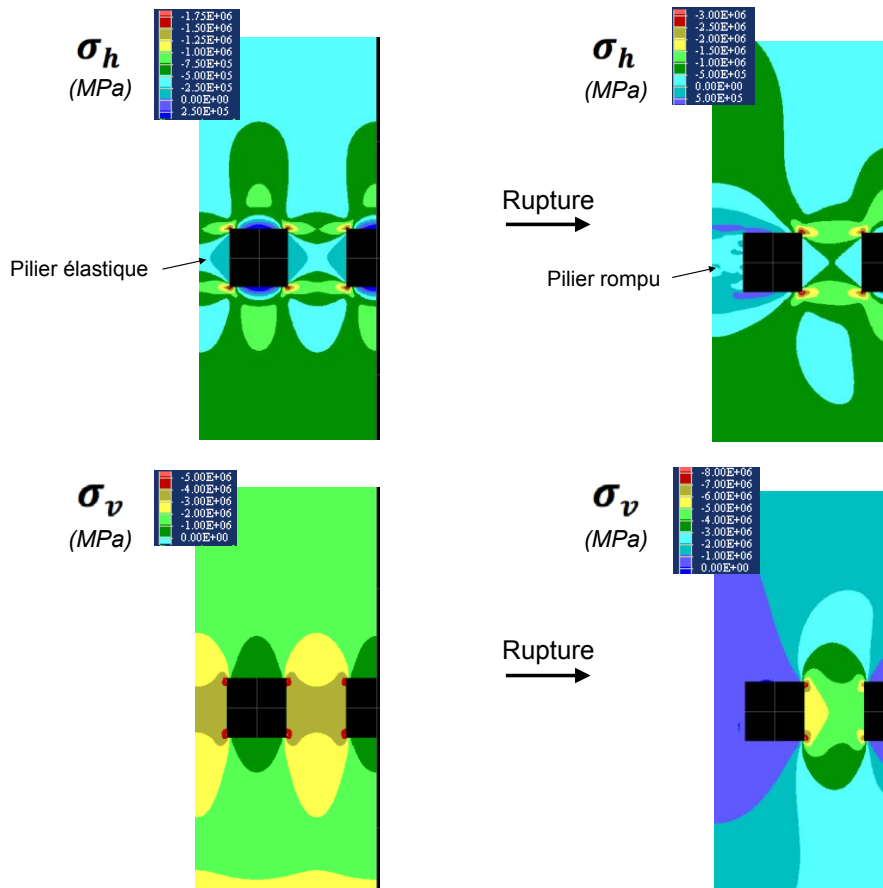 σh
(MPa)
-1.75E+06
-1.50E+06
-1.25E+06
-1.00E+06
-7.50E+05
-5.00E+05
-2.50E+05
0.00E+00
2.50E+05
σh
(MPa)
-3.00E+06
-2.50E+06
-2.00E+06
-1.50E+06
-1.00E+06
-5.00E+05
0.00E+00
5.00E+05
Rupture
Pilier élastique
Pilier rompu
σv
(MPa)
-5.00E+06
-4.00E+06
-3.00E+06
-2.00E+06
-1.00E+06
0.00E+00
σv
(MPa)
-8.00E+06
-7.00E+06
-6.00E+06
-5.00E+06
-4.00E+06
-3.00E+06
-2.00E+06
-1.00E+06
0.00E+00
Rupture